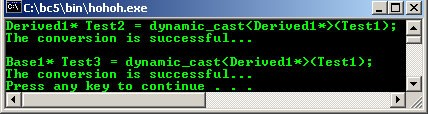 C:\bc5\bin\hohoh.exe
Derived1* Test2 = dynamic_cast<Derived1*>(Test1);
The conversion is successful...
Base1* Test3 = dynamic_cast<Derived1*>(Test1);
The conversion is successful...
Press any key to continue . . .